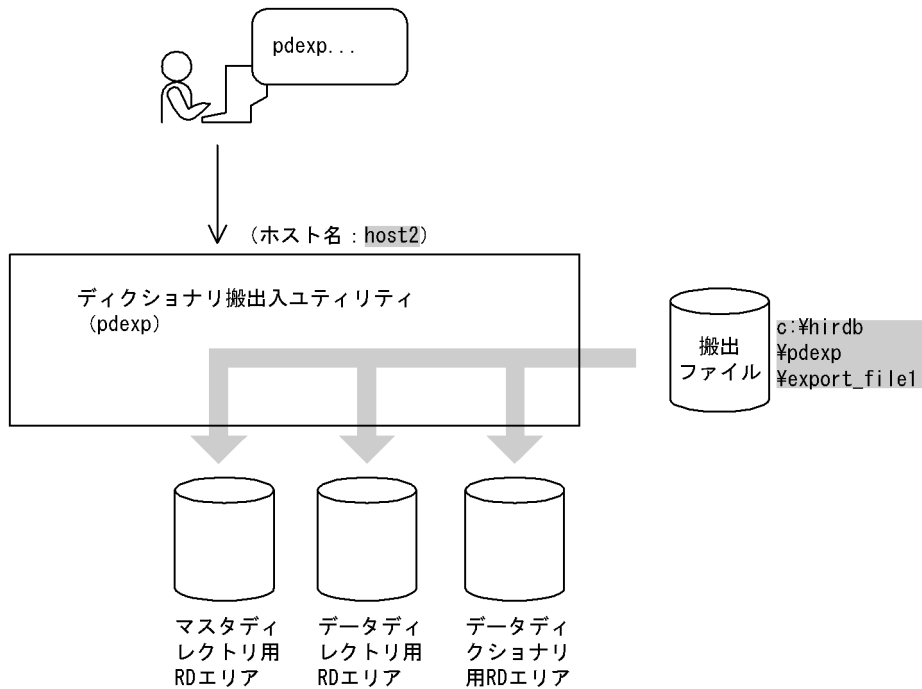 pdexp...
(ホスト名：host2)
ディクショナリ搬出入ユティリティ
(pdexp)
搬出
ファイル
c:¥hirdb
¥pdexp
¥export_file1
マスタディ
レクトリ用
RDエリア
データディ
レクトリ用
RDエリア
データディ
クショナリ
用RDエリア